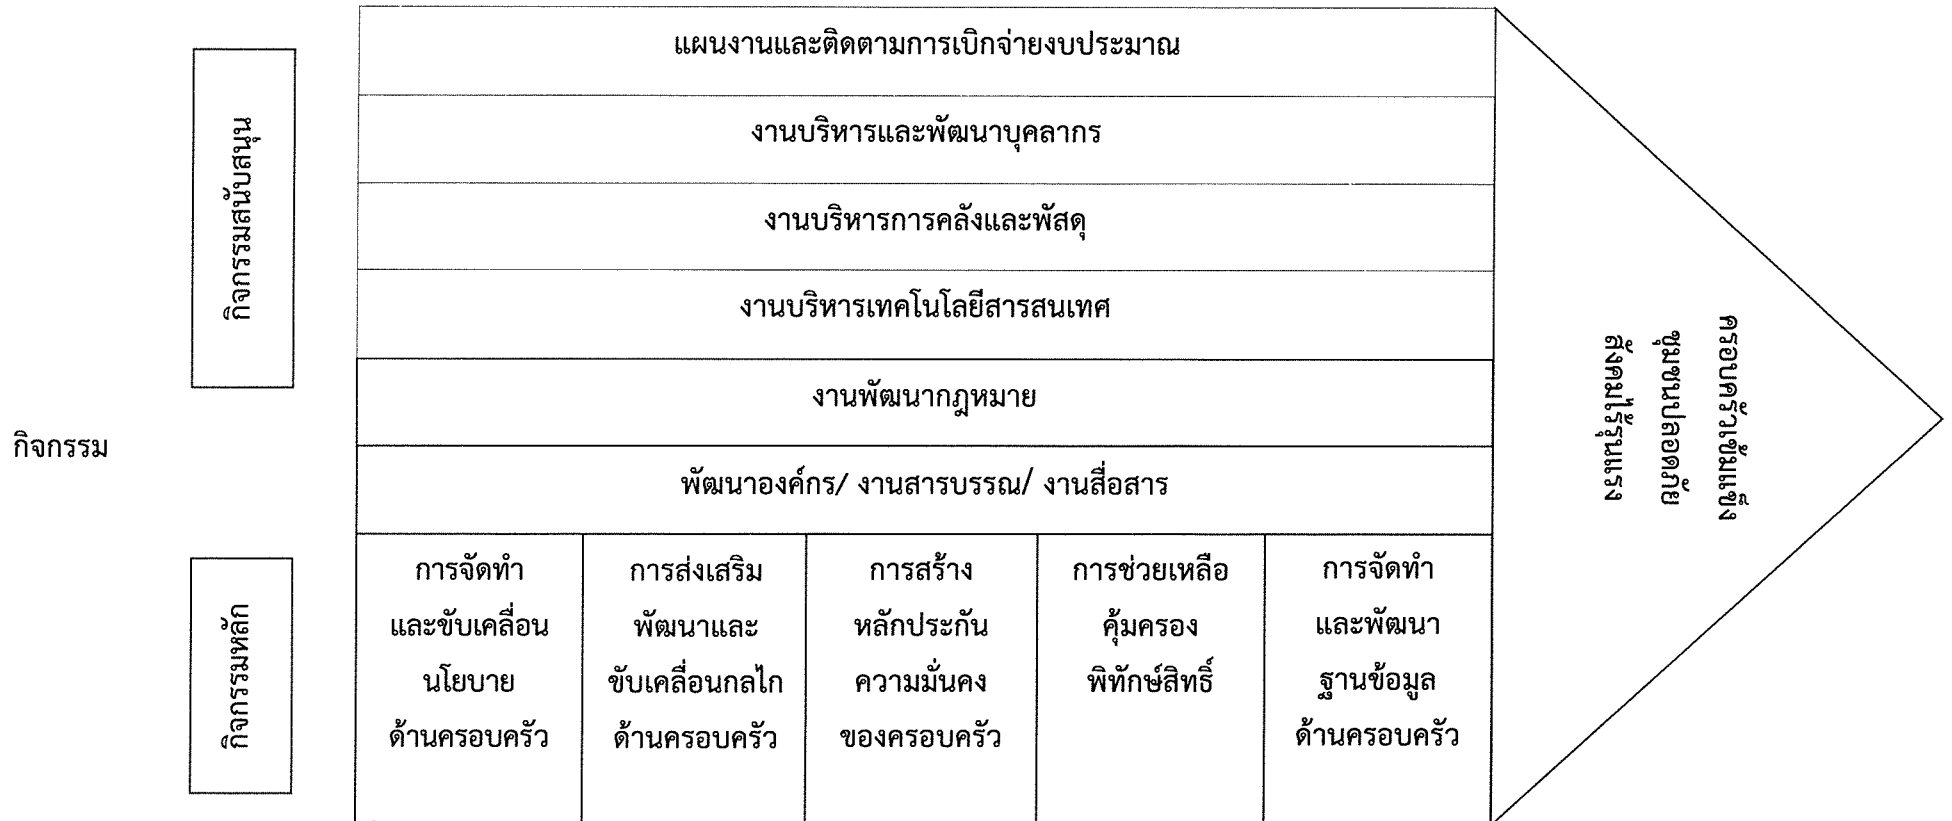 กิจกรรม
กิจกรรมสนับสนุน
แผนงานและติดตามการเบิกจ่ายงบประมาณ
งานบริหารและพัฒนาบุคลากร
งานบริหารการคลังและพัสดุ
งานบริหารเทคโนโลยีสารสนเทศ
งานพัฒนากฎหมาย
พัฒนาองค์กร/ งานสารบรรณ/ งานสื่อสาร
กิจกรรมหลัก
การจัดทำ
และขับเคลื่อน
นโยบาย
ด้านครอบครัว
การส่งเสริม
พัฒนาและ
ขับเคลื่อนกลไก
ด้านครอบครัว
การสร้าง
หลักประกัน
ความมั่นคง
ของครอบครัว
การช่วยเหลือ
คุ้มครอง
พิทักษ์สิทธิ์
การจัดทำ
และพัฒนา
ฐานข้อมูล
ด้านครอบครัว
ครอบครัวเข้มแข็ง
ชุมชนปลอดภัย
สังคมไร้รุนแรง